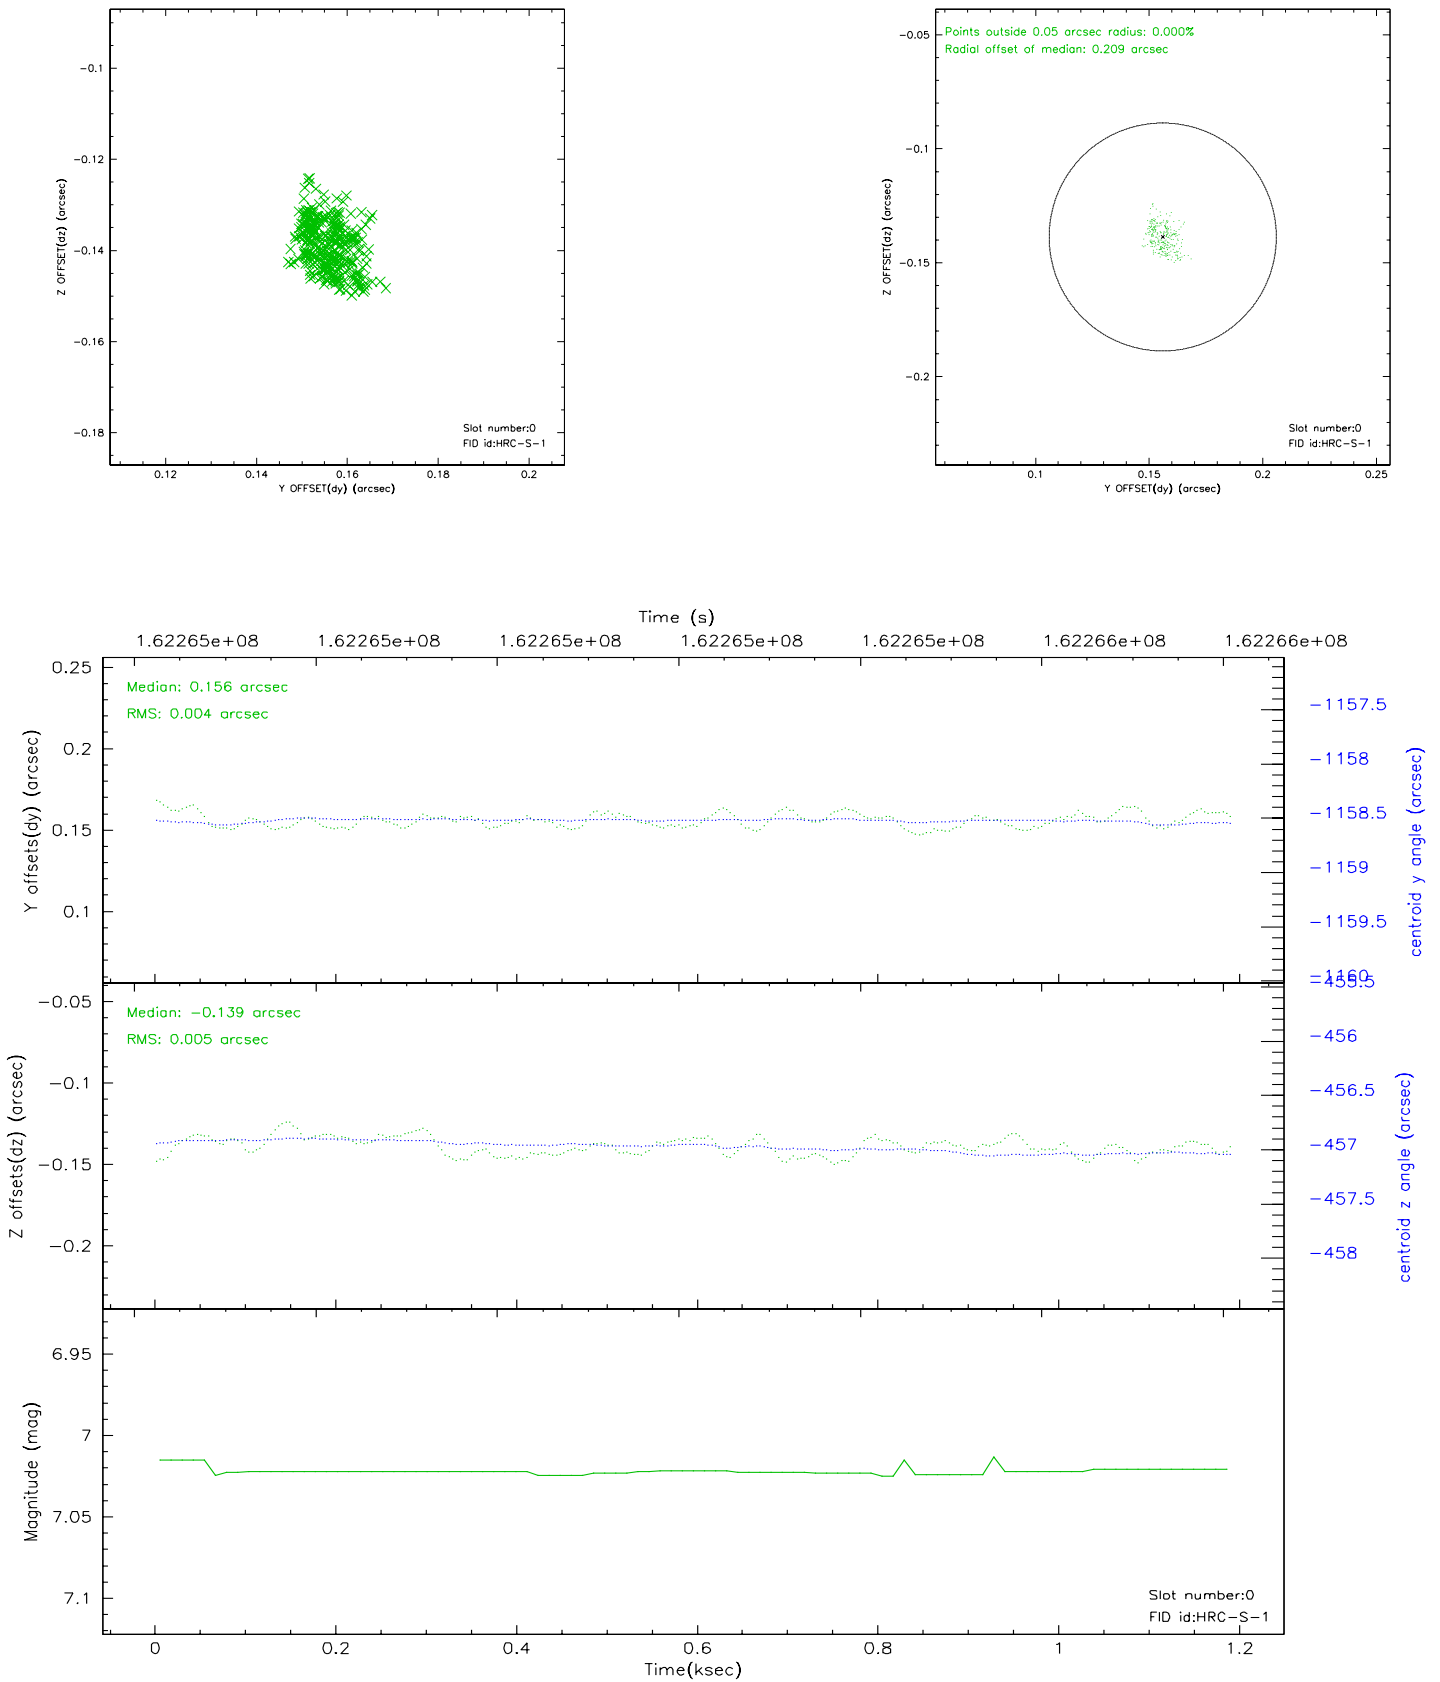 -0.1
-0.12
-0.14
-0.16
-0.18
Z OFFSET(dz) (arcsec)
0.12 0.14 0.16 0.18 0.2
Y OFFSET(dy) (arcsec)
Slot number:0
FID id:HRC-S-1
Points outside 0.05 arcsec radius: 0.000%
Radial offset of median: 0.209 arcsec
-0.05
-0.1
-0.15
-0.2
Z OFFSET(dz) (arcsec)
0.1 0.15 0.2 0.25
Y OFFSET(dy) (arcsec)
Slot number:0
FID id:HRC-S-1
Time (s)
1.62265e+08 1.62265e+08 1.62265e+08 1.62265e+08 1.62265e+08 1.62266e+08 1.62266e+08
Median: 0.156 arcsec
RMS: 0.004 arcsec
0.25
0.2
0.15
0.1
Y offsets(dy) (arcsec)
-1157.5
-1158
-1158.5
-1159
-1159.5
-1160
centroid y angle (arcsec)
Median: -0.139 arcsec
RMS: 0.005 arcsec
-0.05
-0.1
-0.15
-0.2
Z offsets(dz) (arcsec)
-455.5
-456
-456.5
-457
-457.5
-458
centroid z angle (arcsec)
6.95
7
7.05
7.1
Magnitude (mag)
Slot number:0
FID id:HRC-S-1
0 0.2 0.4 0.6 0.8 1 1.2
Time(ksec)